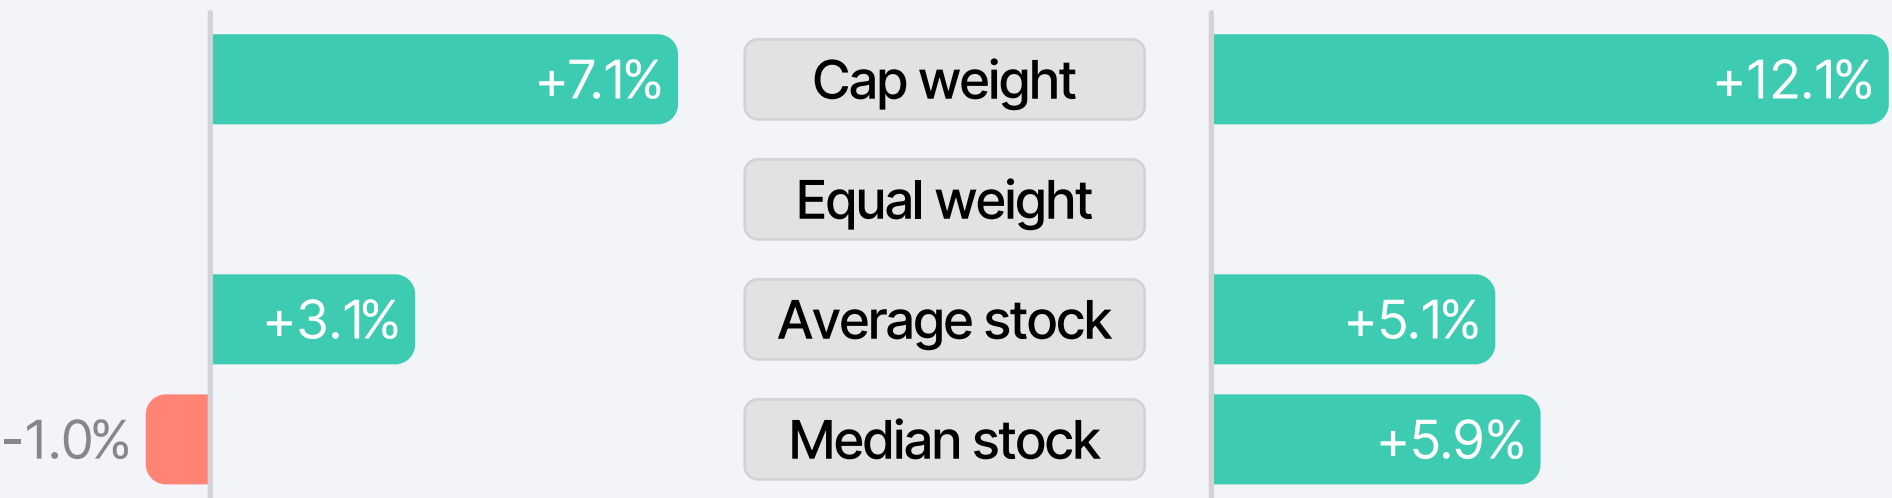 +7.1% Cap weight +12.1%
Equal weight
+3.1% Average stock +5.1%
-1.0% Median stock +5.9%